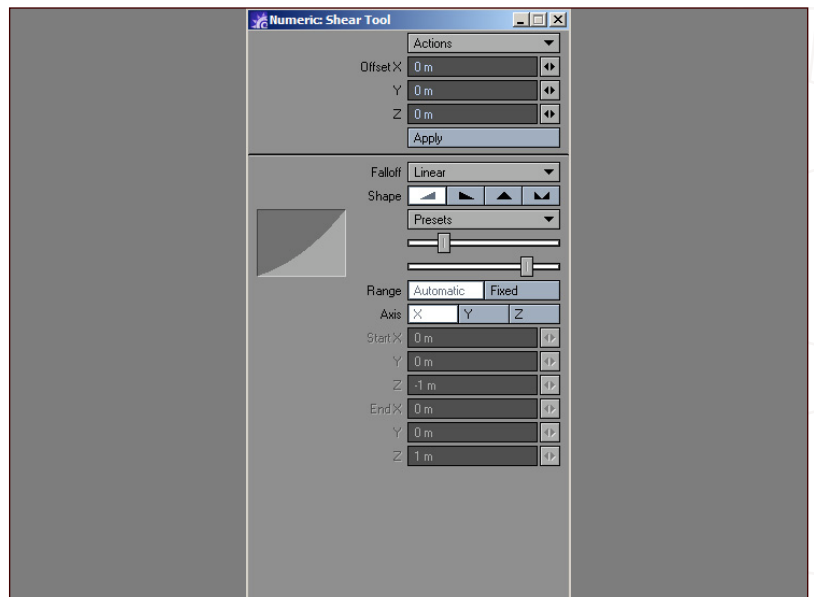 Numeric: Shear Tool
Actions
Offset X 0 m
Y 0 m
Z 0 m
Apply
Falloff Linear
Shape
Presets
Range Automatic Fixed
Axis X Y Z
Start X 0 m
Y 0 m
Z -1 m
End X 0 m
Y 0 m
Z 1 m